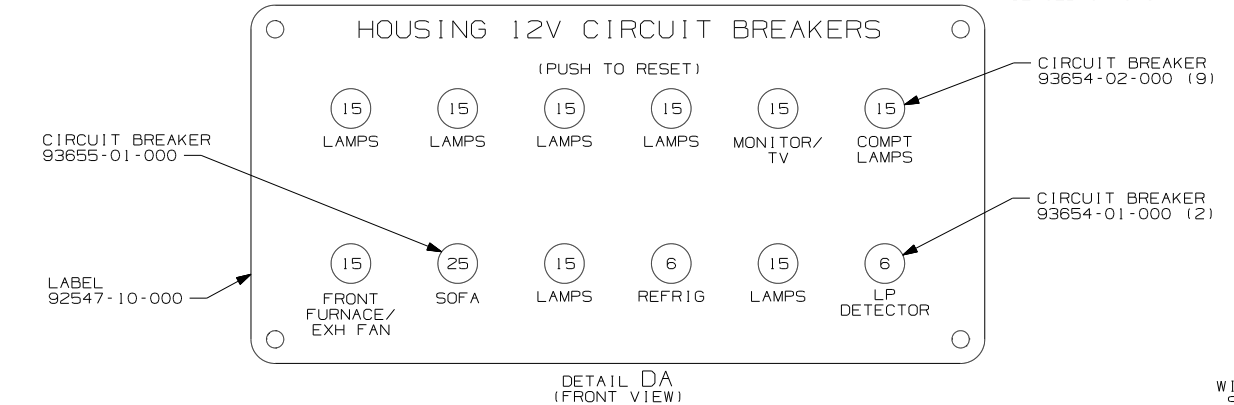 HOUSING 12V CIRCUIT BREAKERS
(PUSH TO RESET)
CIRCUIT BREAKER
93654-02-000 (9)
15 15 15 15 15 15
LAMPS LAMPS LAMPS LAMPS MONITOR/ COMPT
TV LAMPS
CIRCUIT BREAKER
93655-01-000
CIRCUIT BREAKER
93654-01-000 (2)
15 25 15 6 15 6
FRONT SOFA LAMPS REFRIG LAMPS LP
FURNACE/ DETECTOR
EXH FAN
LABEL
92547-10-000
DETAIL DA
(FRONT VIEW)
WI